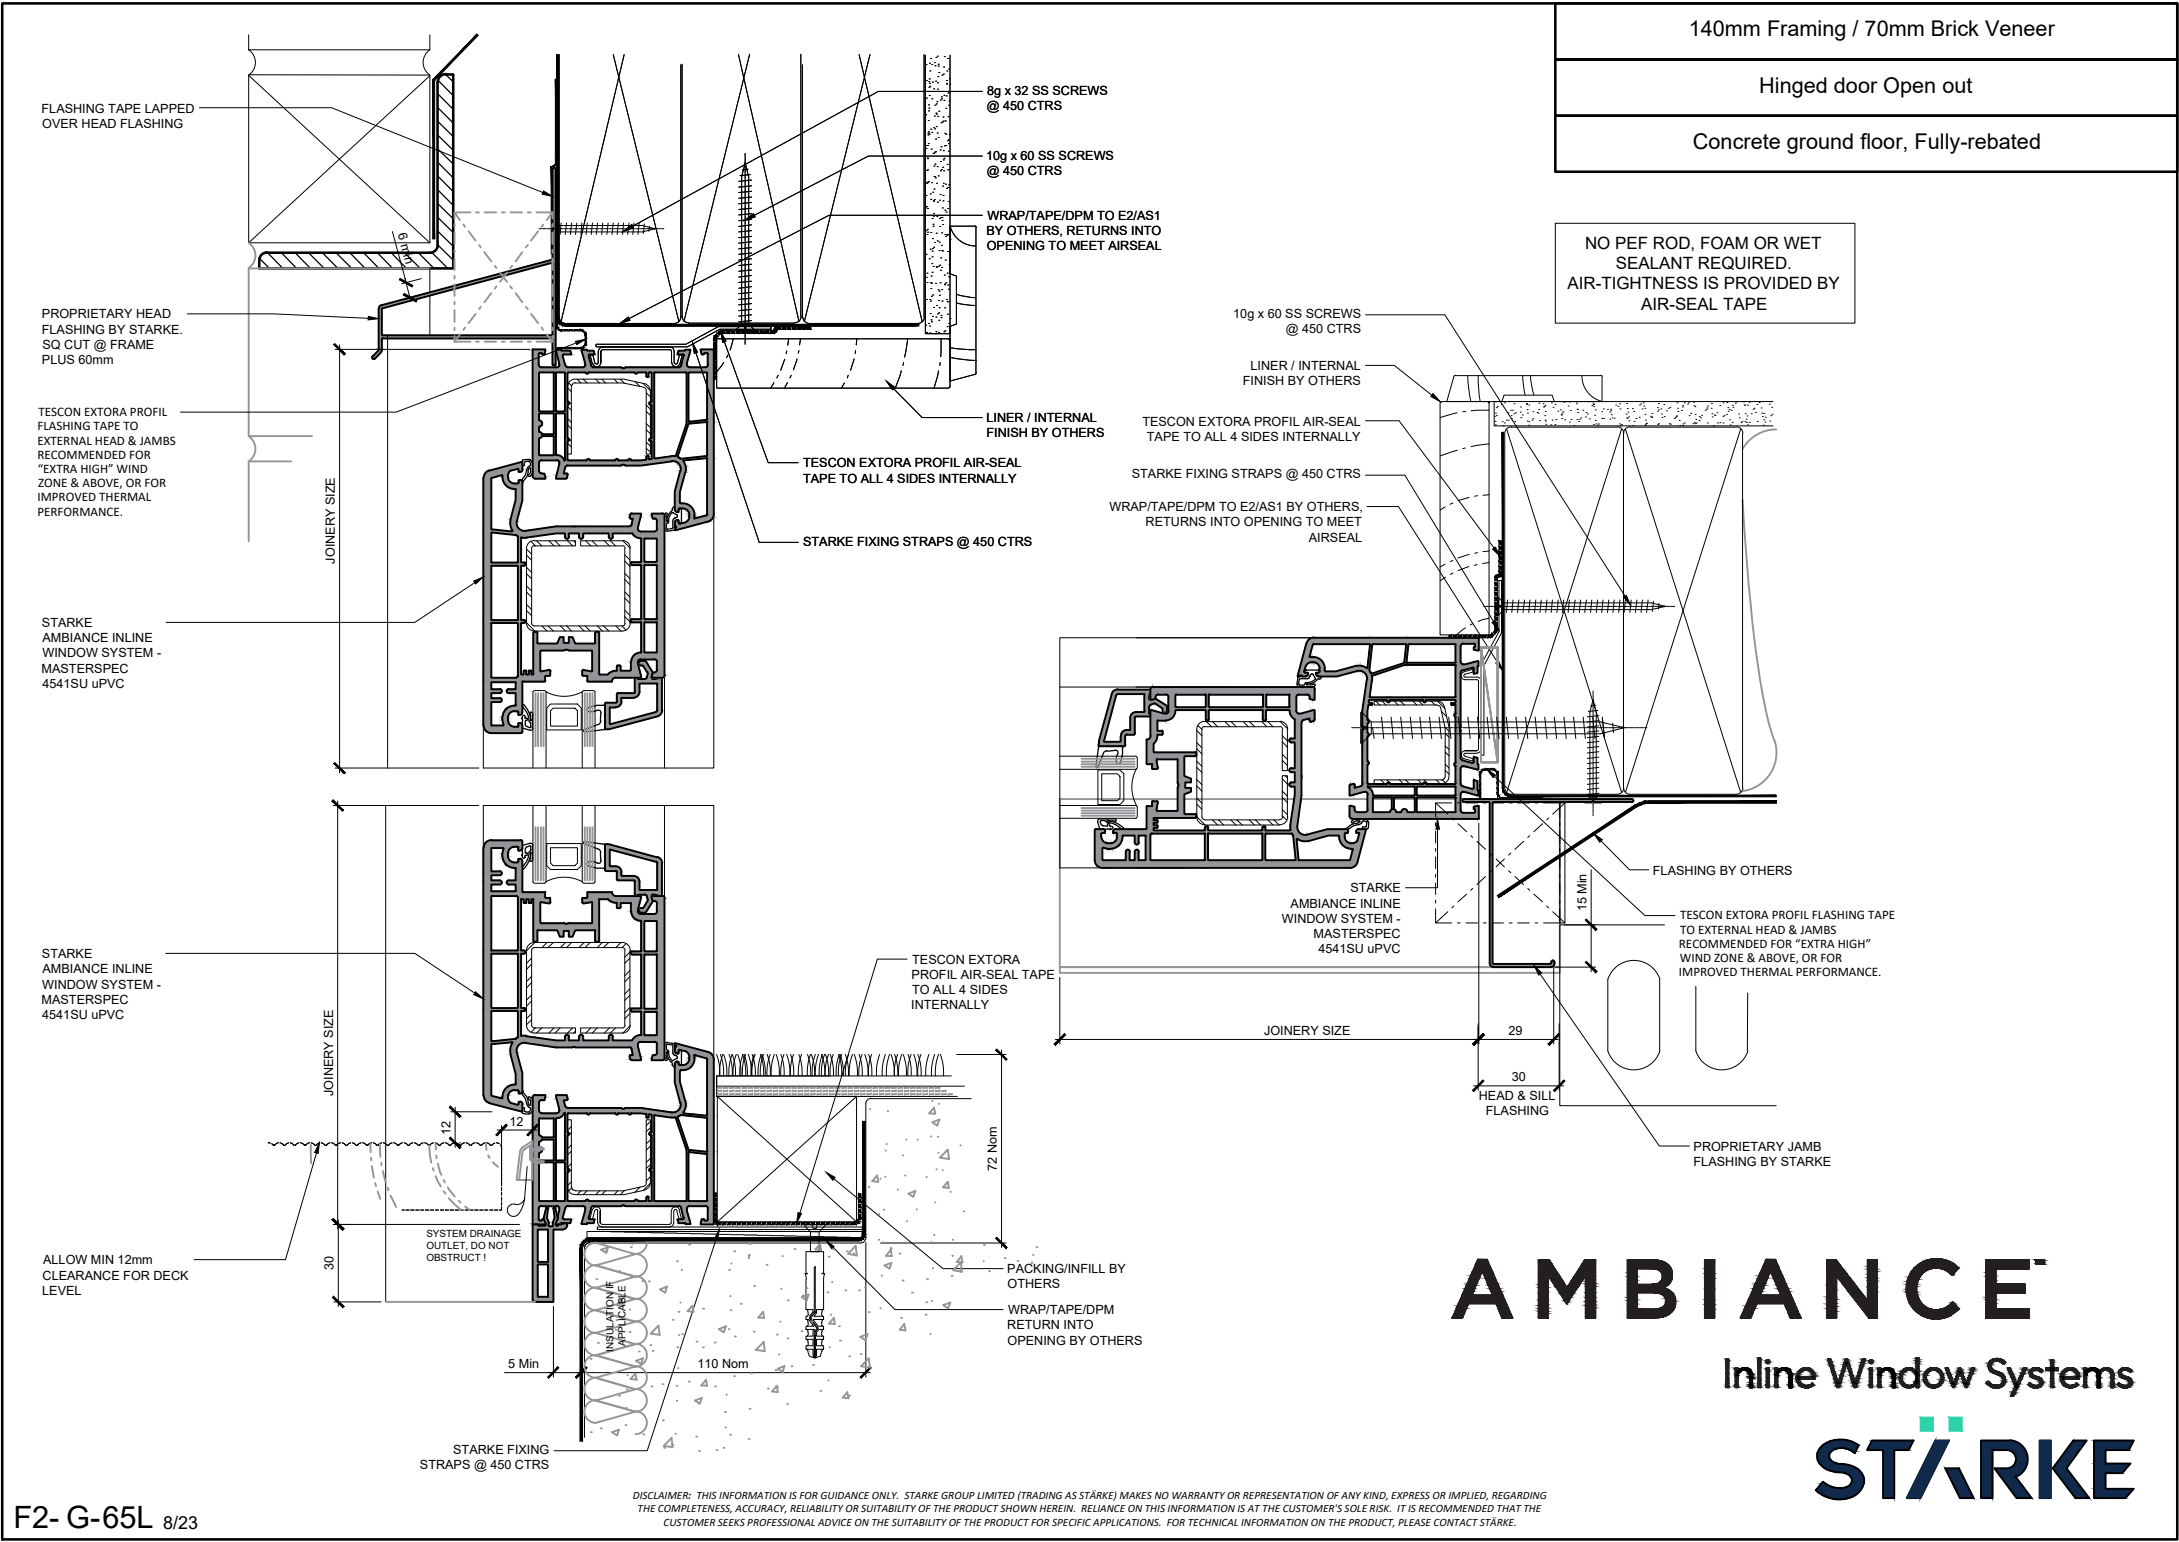 140mm Framing / 70mm Brick Veneer
Hinged door Open out
Concrete ground floor, Fully-rebated
NO PEF ROD, FOAM OR WET
SEALANT REQUIRED.
AIR-TIGHTNESS IS PROVIDED BY
AIR-SEAL TAPE
FLASHING TAPE LAPPED
OVER HEAD FLASHING
6 mm
PROPRIETARY HEAD
FLASHING BY STARKE.
SQ CUT @ FRAME
PLUS 60mm
TESCON EXTORA PROFIL
FLASHING TAPE TO
EXTERNAL HEAD & JAMBS
RECOMMENDED FOR
“EXTRA HIGH” WIND
ZONE & ABOVE, OR FOR
IMPROVED THERMAL
PERFORMANCE.
JOINERY SIZE
STARKE
AMBIANCE INLINE
WINDOW SYSTEM -
MASTERSPEC
4541SU uPVC
8g x 32 SS SCREWS
@ 450 CTRS
10g x 60 SS SCREWS
@ 450 CTRS
WRAP/TAPE/DPM TO E2/AS1
BY OTHERS, RETURNS INTO
OPENING TO MEET AIRSEAL
LINER / INTERNAL
FINISH BY OTHERS
TESCON EXTORA PROFIL AIR-SEAL
TAPE TO ALL 4 SIDES INTERNALLY
STARKE FIXING STRAPS @ 450 CTRS
10g x 60 SS SCREWS
@ 450 CTRS
LINER / INTERNAL
FINISH BY OTHERS
TESCON EXTORA PROFIL AIR-SEAL
TAPE TO ALL 4 SIDES INTERNALLY
STARKE FIXING STRAPS @ 450 CTRS
WRAP/TAPE/DPM TO E2/AS1 BY OTHERS,
RETURNS INTO OPENING TO MEET
AIRSEAL
STARKE
AMBIANCE INLINE
WINDOW SYSTEM -
MASTERSPEC
4541SU uPVC
FLASHING BY OTHERS
15 Min
TESCON EXTORA PROFIL FLASHING TAPE
TO EXTERNAL HEAD & JAMBS
RECOMMENDED FOR “EXTRA HIGH”
WIND ZONE & ABOVE, OR FOR
IMPROVED THERMAL PERFORMANCE.
JOINERY SIZE
29
30
HEAD & SILL
FLASHING
PROPRIETARY JAMB
FLASHING BY STARKE
STARKE
AMBIANCE INLINE
WINDOW SYSTEM -
MASTERSPEC
4541SU uPVC
JOINERY SIZE
TESCON EXTORA
PROFIL AIR-SEAL TAPE
TO ALL 4 SIDES
INTERNALLY
12
12
72 Nom
SYSTEM DRAINAGE
OUTLET, DO NOT
OBSTRUCT !
ALLOW MIN 12mm
CLEARANCE FOR DECK
LEVEL
30
INSULATION IF
APPLICABLE
PACKING/INFILL BY
OTHERS
WRAP/TAPE/DPM
RETURN INTO
OPENING BY OTHERS
5 Min
110 Nom
STARKE FIXING
STRAPS @ 450 CTRS
AMBIANCE™
Inline Window Systems
STÄRKE
DISCLAIMER: THIS INFORMATION IS FOR GUIDANCE ONLY. STARKE GROUP LIMITED (TRADING AS STÄRKE) MAKES NO WARRANTY OR REPRESENTATION OF ANY KIND, EXPRESS OR IMPLIED, REGARDING
THE COMPLETENESS, ACCURACY, RELIABILITY OR SUITABILITY OF THE PRODUCT SHOWN HEREIN. RELIANCE ON THIS INFORMATION IS AT THE CUSTOMER'S SOLE RISK. IT IS RECOMMENDED THAT THE
CUSTOMER SEEKS PROFESSIONAL ADVICE ON THE SUITABILITY OF THE PRODUCT FOR SPECIFIC APPLICATIONS. FOR TECHNICAL INFORMATION ON THE PRODUCT, PLEASE CONTACT STÄRKE.
F2- G-65L 8/23